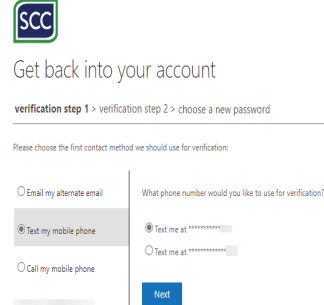 SCC
Get back into your account
verification step 1 > verification step 2 > choose a new password
Please choose the first contact method we should use for verification:
Email my alternate email
What phone number would you like to use for verification?
Text my mobile phone
Text me at ***********
Text me at *************
Call my mobile phone
Next